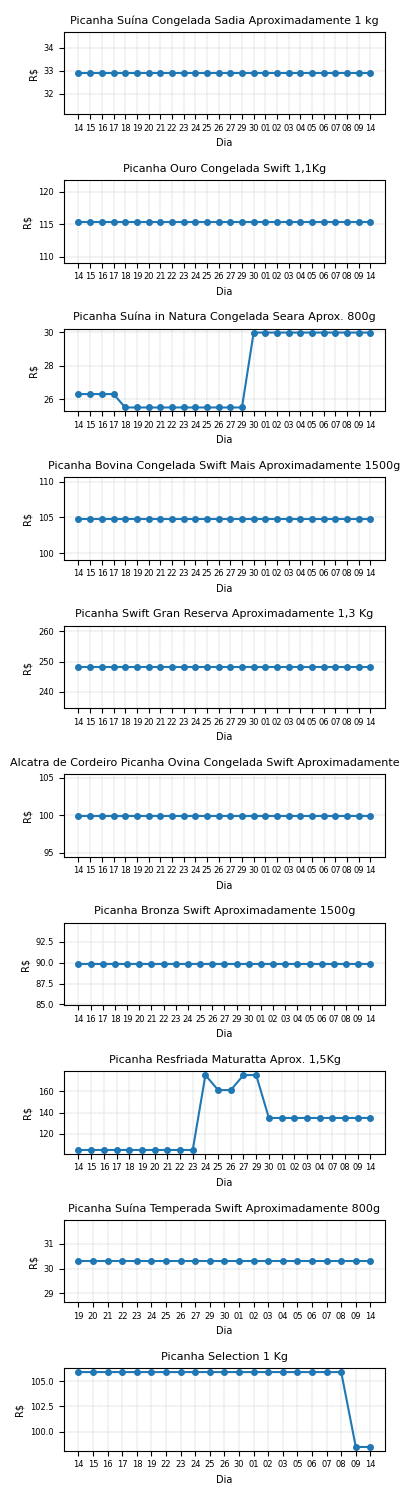 Picanha Suína Congelada Sadia Aproximadamente 1 kg
34
33
32
R$
14 15 16 17 18 19 20 21 22 23 24 25 26 27 29 30 01 02 03 04 05 06 07 08 09 14
Dia
Picanha Ouro Congelada Swift 1,1Kg
120
115
110
R$
14 15 16 17 18 19 20 21 22 23 24 25 26 27 29 30 01 02 03 04 05 06 07 08 09 14
Dia
Picanha Suína in Natura Congelada Seara Aprox. 800g
30
28
26
R$
14 15 16 17 18 19 20 21 22 23 24 25 26 27 29 30 01 02 03 04 05 06 07 08 09 14
Dia
Picanha Bovina Congelada Swift Mais Aproximadamente 1500g
110
105
100
R$
14 15 16 17 18 19 20 21 22 23 24 25 26 27 29 30 01 02 03 04 05 06 07 08 09 14
Dia
Picanha Swift Gran Reserva Aproximadamente 1,3 Kg
260
250
240
R$
14 15 16 17 18 19 20 21 22 23 24 25 26 27 29 30 01 02 03 04 05 06 07 08 09 14
Dia
Alcatra de Cordeiro Picanha Ovina Congelada Swift Aproximadamente
105
100
95
R$
14 15 16 17 18 19 20 21 22 23 24 25 26 27 29 30 01 02 03 04 05 06 07 08 09 14
Dia
Picanha Bronza Swift Aproximadamente 1500g
92.5
90.0
87.5
85.0
R$
14 16 17 18 19 20 21 22 23 24 25 26 27 29 30 01 02 03 04 05 06 07 08 09 14
Dia
Picanha Resfriada Maturatta Aprox. 1,5Kg
160
140
120
R$
14 15 16 17 18 19 20 21 22 23 24 25 26 27 29 30 01 02 03 04 07 08 09 14
Dia
Picanha Suína Temperada Swift Aproximadamente 800g
31
30
29
R$
19 20 21 22 24 25 26 27 29 30 01 02 03 04 05 06 07 08 09 14
Dia
Picanha Selection 1 Kg
105.0
102.5
100.0
R$
14 15 16 17 18 19 20 21 22 23 24 30 01 02 03 04 05 07 08 09 14
Dia